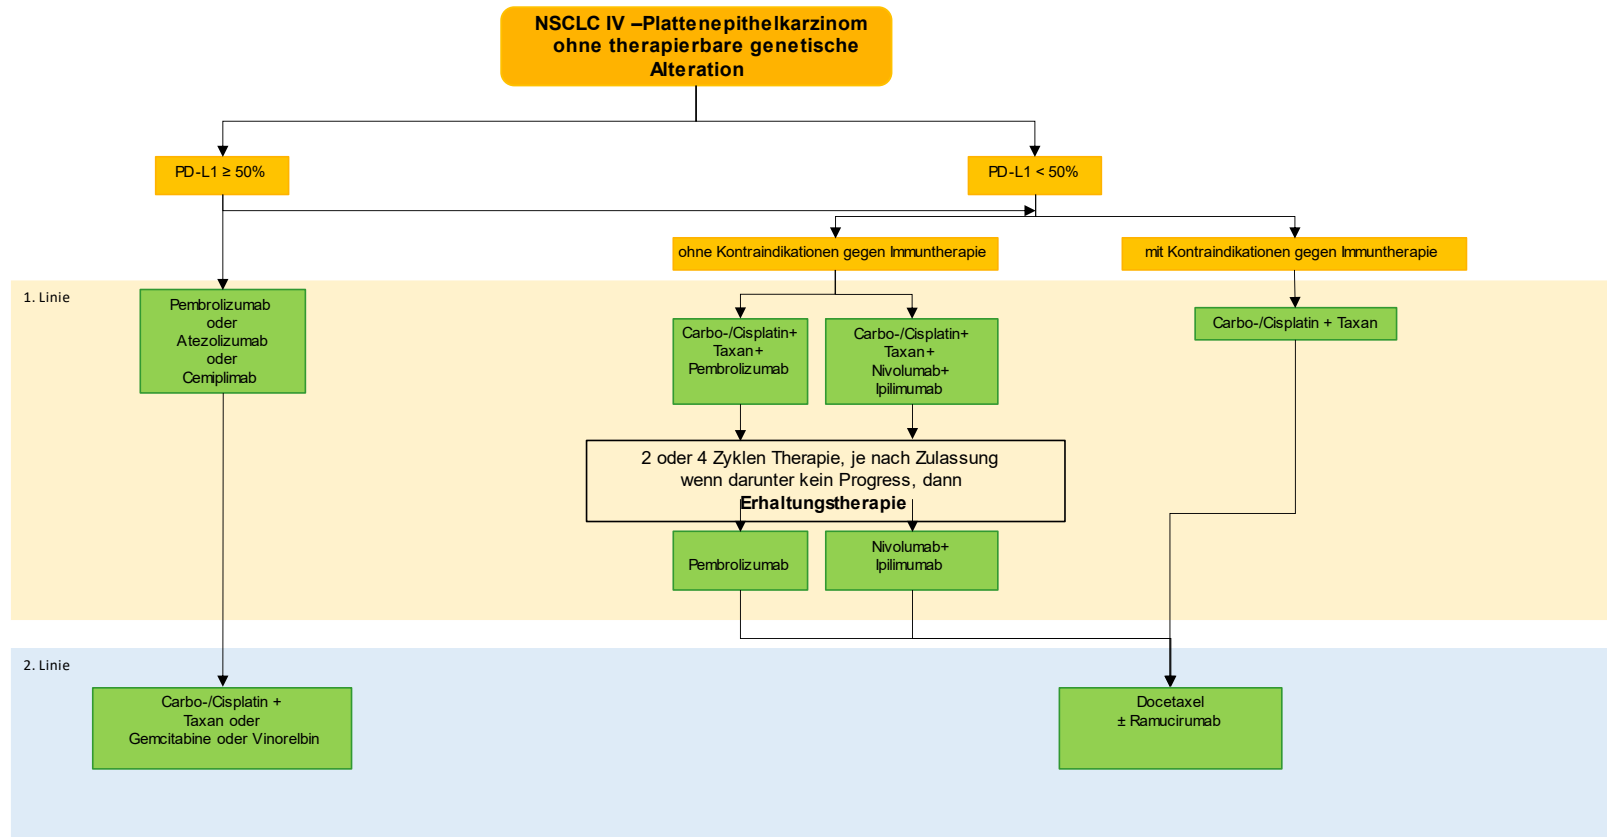 NSCLC IV –Plattenepithelkarzinom
ohne therapierbare genetische
Alteration
PD-L1 ≥ 50%
PD-L1 < 50%
ohne Kontraindikationen gegen Immuntherapie
mit Kontraindikationen gegen Immuntherapie
1. Linie
Pembrolizumab
oder
Atezolizumab
oder
Cemiplimab
Carbo-/Cisplatin+
Taxan+
Pembrolizumab
Carbo-/Cisplatin+
Taxan+
Nivolumab+
Ipilimumab
Carbo-/Cisplatin + Taxan
2 oder 4 Zyklen Therapie, je nach Zulassung
wenn darunter kein Progress, dann
Erhaltungstherapie
Pembrolizumab
Nivolumab+
Ipilimumab
2. Linie
Carbo-/Cisplatin +
Taxan oder
Gemcitabine oder Vinorelbin
Docetaxel
± Ramucirumab